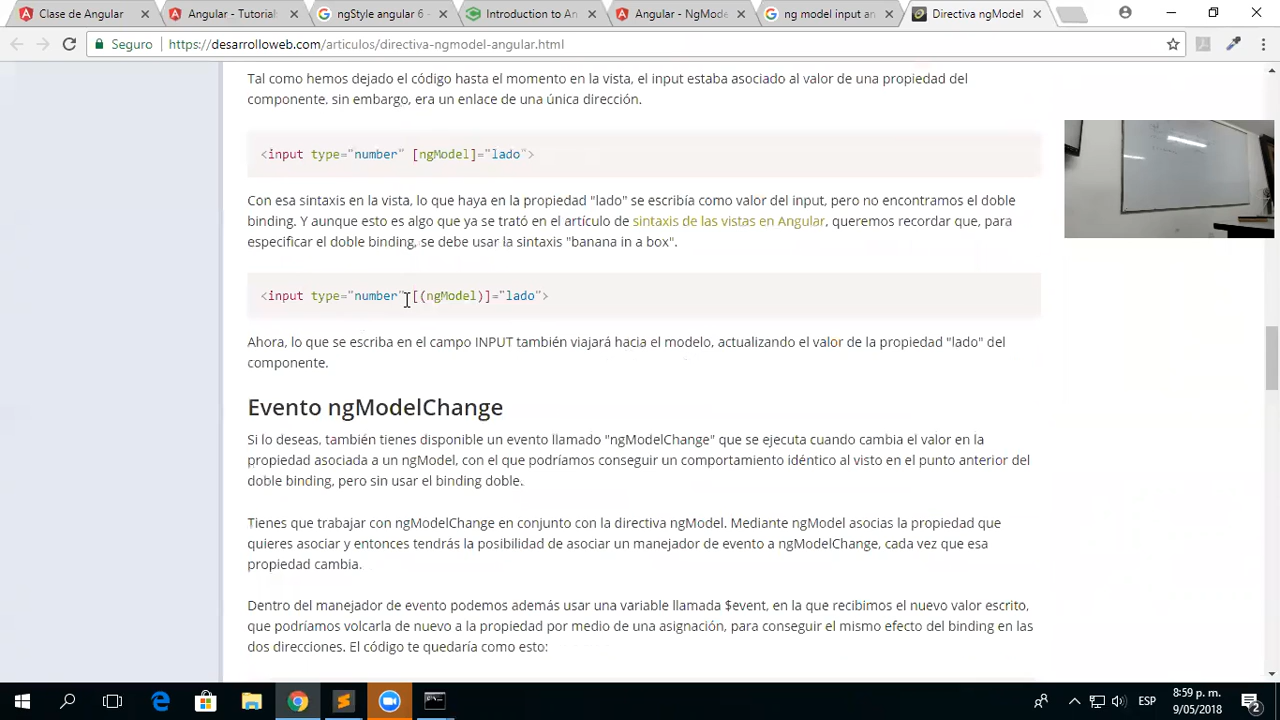 Clase de Angular
Angular - Tutorial
ngStyle angular 6 -
Introduction to An
Angular - NgMode
ng model input an
Directiva ngModel
Seguro
https://desarrolloweb.com/articulos/directiva-ngmodel-angular.html
Tal como hemos dejado el código hasta el momento en la vista, el input estaba asociado al valor de una propiedad del
componente. sin embargo, era un enlace de una única dirección.
<input type="number" [ngModel]="lado">
Con esa sintaxis en la vista, lo que haya en la propiedad "lado" se escribía como valor del input, pero no encontramos el doble
binding. Y aunque esto es algo que ya se trató en el artículo de sintaxis de las vistas en Angular, queremos recordar que, para
especificar el doble binding, se debe usar la sintaxis "banana in a box".
<input type="number" [(ngModel)]="lado">
Ahora, lo que se escriba en el campo INPUT también viajará hacia el modelo, actualizando el valor de la propiedad "lado" del
componente.
Evento ngModelChange
Si lo deseas, también tienes disponible un evento llamado "ngModelChange" que se ejecuta cuando cambia el valor en la
propiedad asociada a un ngModel, con el que podríamos conseguir un comportamiento idéntico al visto en el punto anterior del
doble binding, pero sin usar el binding doble.
Tienes que trabajar con ngModelChange en conjunto con la directiva ngModel. Mediante ngModel asocias la propiedad que
quieres asociar y entonces tendrás la posibilidad de asociar un manejador de evento a ngModelChange, cada vez que esa
propiedad cambia.
Dentro del manejador de evento podemos además usar una variable llamada $event, en la que recibimos el nuevo valor escrito,
que podríamos volcarla de nuevo a la propiedad por medio de una asignación, para conseguir el mismo efecto del binding en las
dos direcciones. El código te quedaría como esto:
ESP
8:59 p. m.
9/05/2018
2